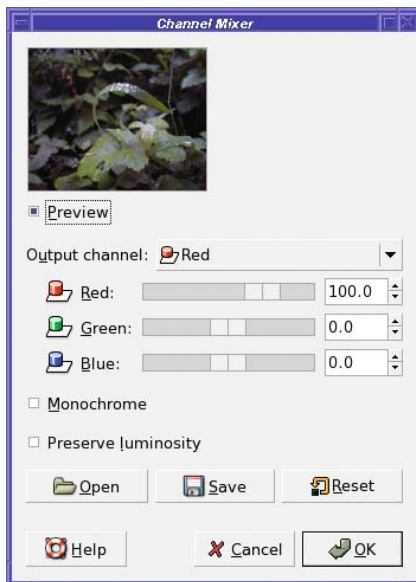 Channel Mixer
Preview
Output channel: Red
Red: 100.0
Green: 0.0
Blue: 0.0
Monochrome
Preserve luminosity
Open Save Reset
Help Cancel OK